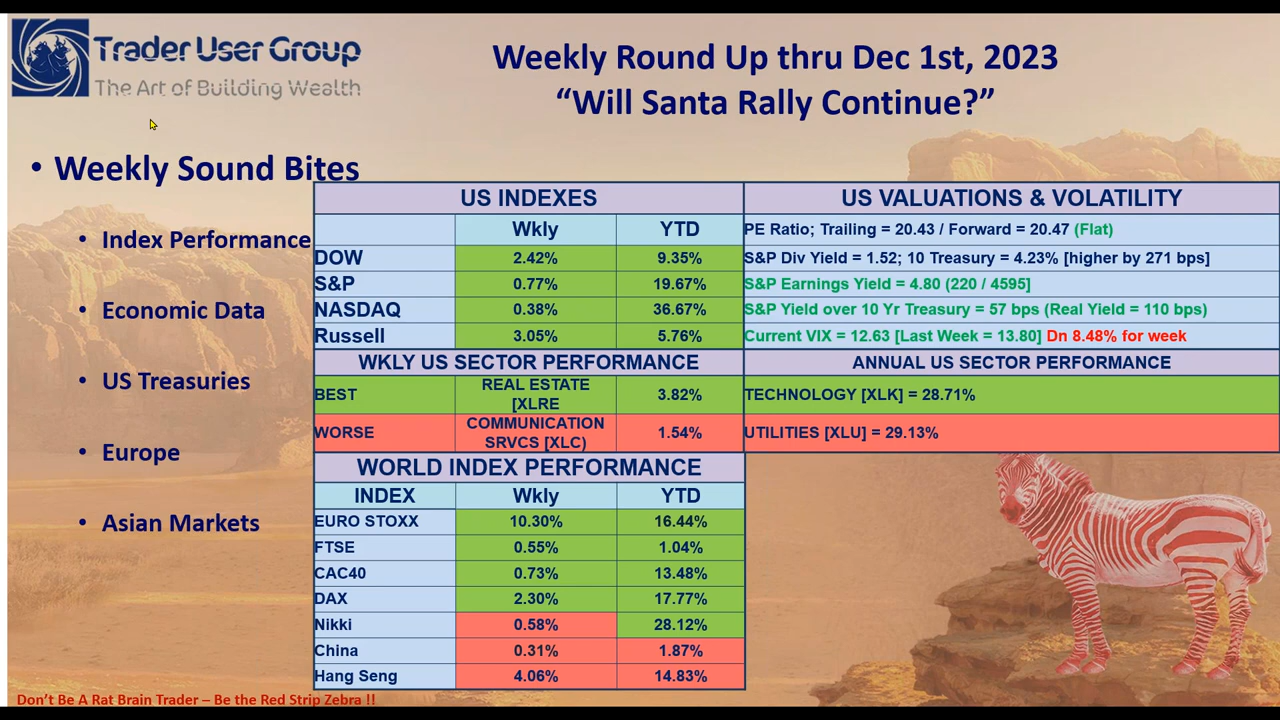 Trader User Group
The Art of Building Wealth
Weekly Round Up thru Dec 1st, 2023
“Will Santa Rally Continue?”
• Weekly Sound Bites
• Index Performance
• Economic Data
• US Treasuries
• Europe
• Asian Markets
US INDEXES
Wkly YTD
DOW 2.42% 9.35%
S&P 0.77% 19.67%
NASDAQ 0.38% 36.67%
Russell 3.05% 5.76%
US VALUATIONS & VOLATILITY
PE Ratio; Trailing = 20.43 / Forward = 20.47 (Flat)
S&P Div Yield = 1.52; 10 Treasury = 4.23% [higher by 271 bps]
S&P Earnings Yield = 4.80 (220 / 4595]
S&P Yield over 10 Yr Treasury = 57 bps (Real Yield = 110 bps)
Current VIX = 12.63 [Last Week = 13.80] Dn 8.48% for week
WKLY US SECTOR PERFORMANCE
BEST REAL ESTATE [XLRE 3.82%
WORSE COMMUNICATION SRVCS [XLC) 1.54%
ANNUAL US SECTOR PERFORMANCE
TECHNOLOGY [XLK] = 28.71%
UTILITIES [XLU] = 29.13%
WORLD INDEX PERFORMANCE
INDEX Wkly YTD
EURO STOXX 10.30% 16.44%
FTSE 0.55% 1.04%
CAC40 0.73% 13.48%
DAX 2.30% 17.77%
Nikki 0.58% 28.12%
China 0.31% 1.87%
Hang Seng 4.06% 14.83%
Don’t Be A Rat Brain Trader – Be the Red Strip Zebra !!